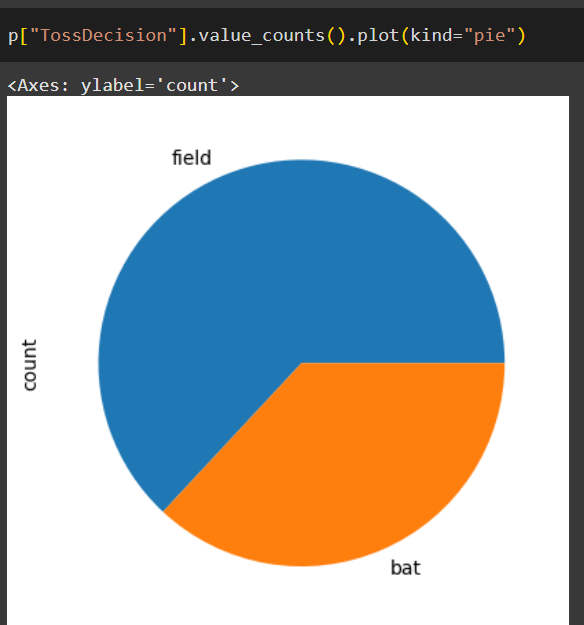 p["TossDecision"].value_counts().plot(kind="pie")
<Axes: ylabel='count'>
field
count
bat